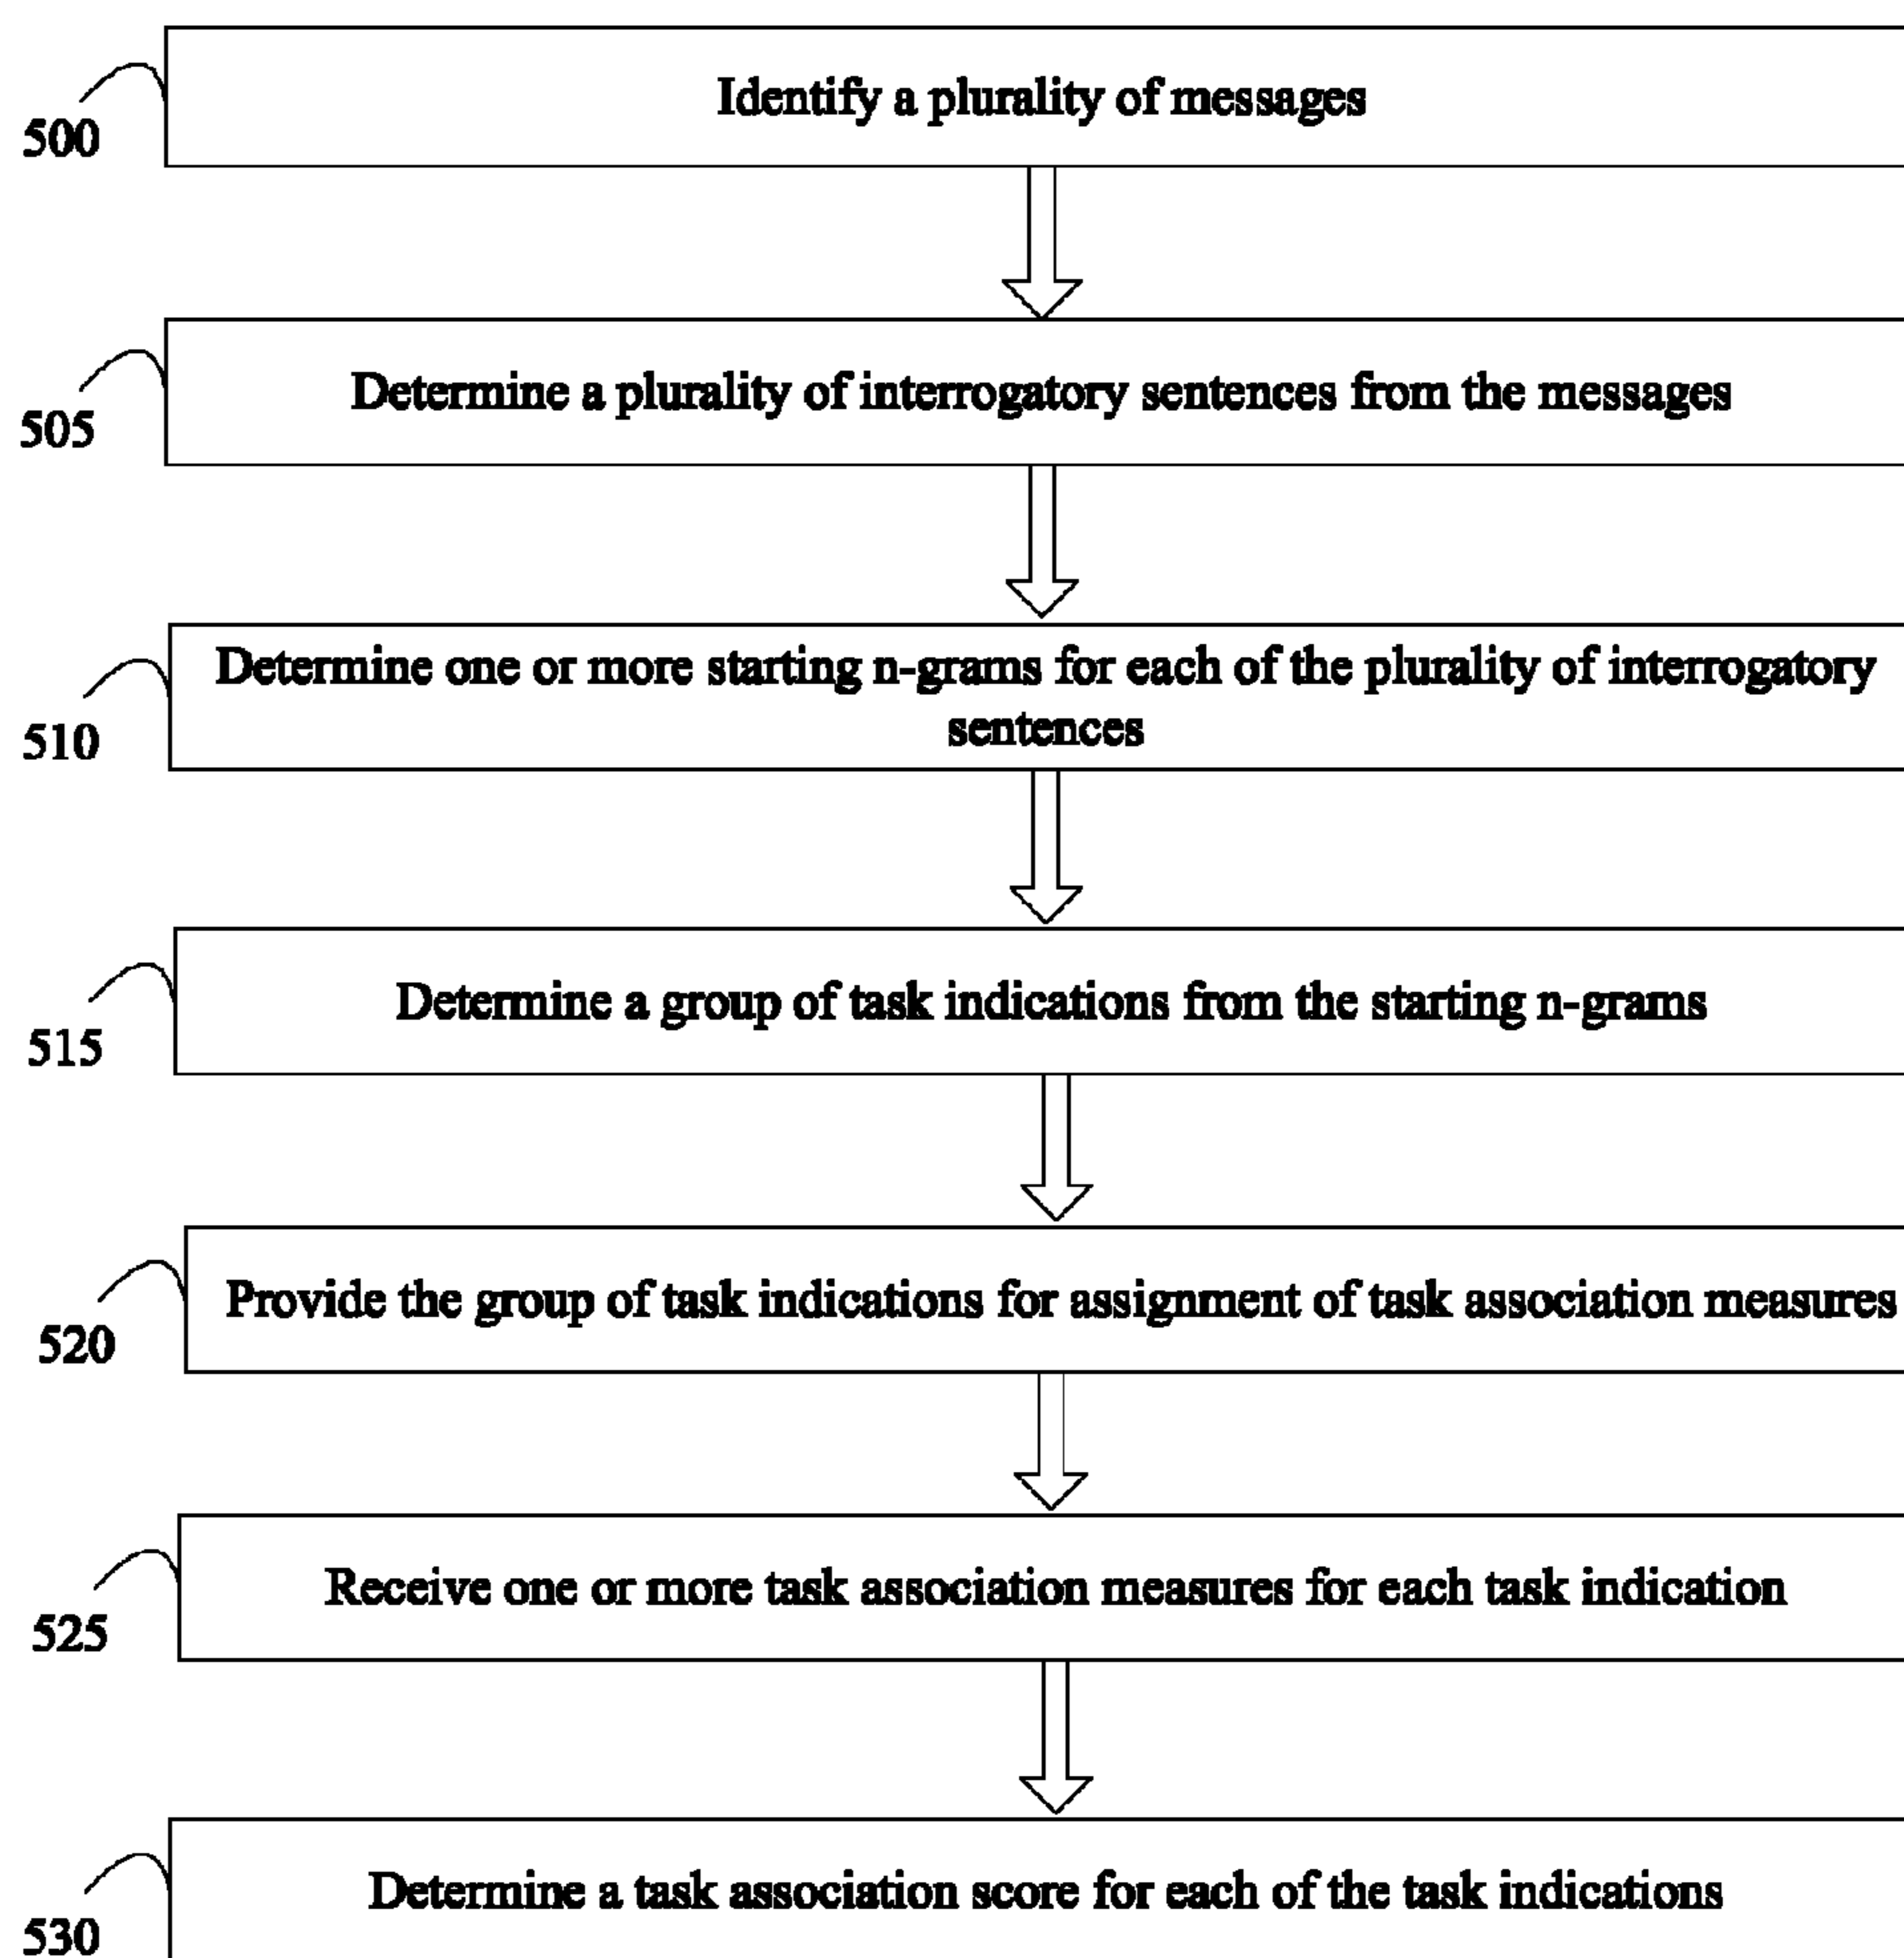 Identify a plurality of messages
500
Determine a plurality of interrogatory sentences from the messages
505
Determine one or more starting n-grams for each of the plurality of interrogatory
sentences
510
Determine a group of task indications from the starting n-grams
515
Provide the group of task indications for assignment of task association measures
520
Receive one or more task association measures for each task indication
525
Determine a task association score for each of the task indications
530